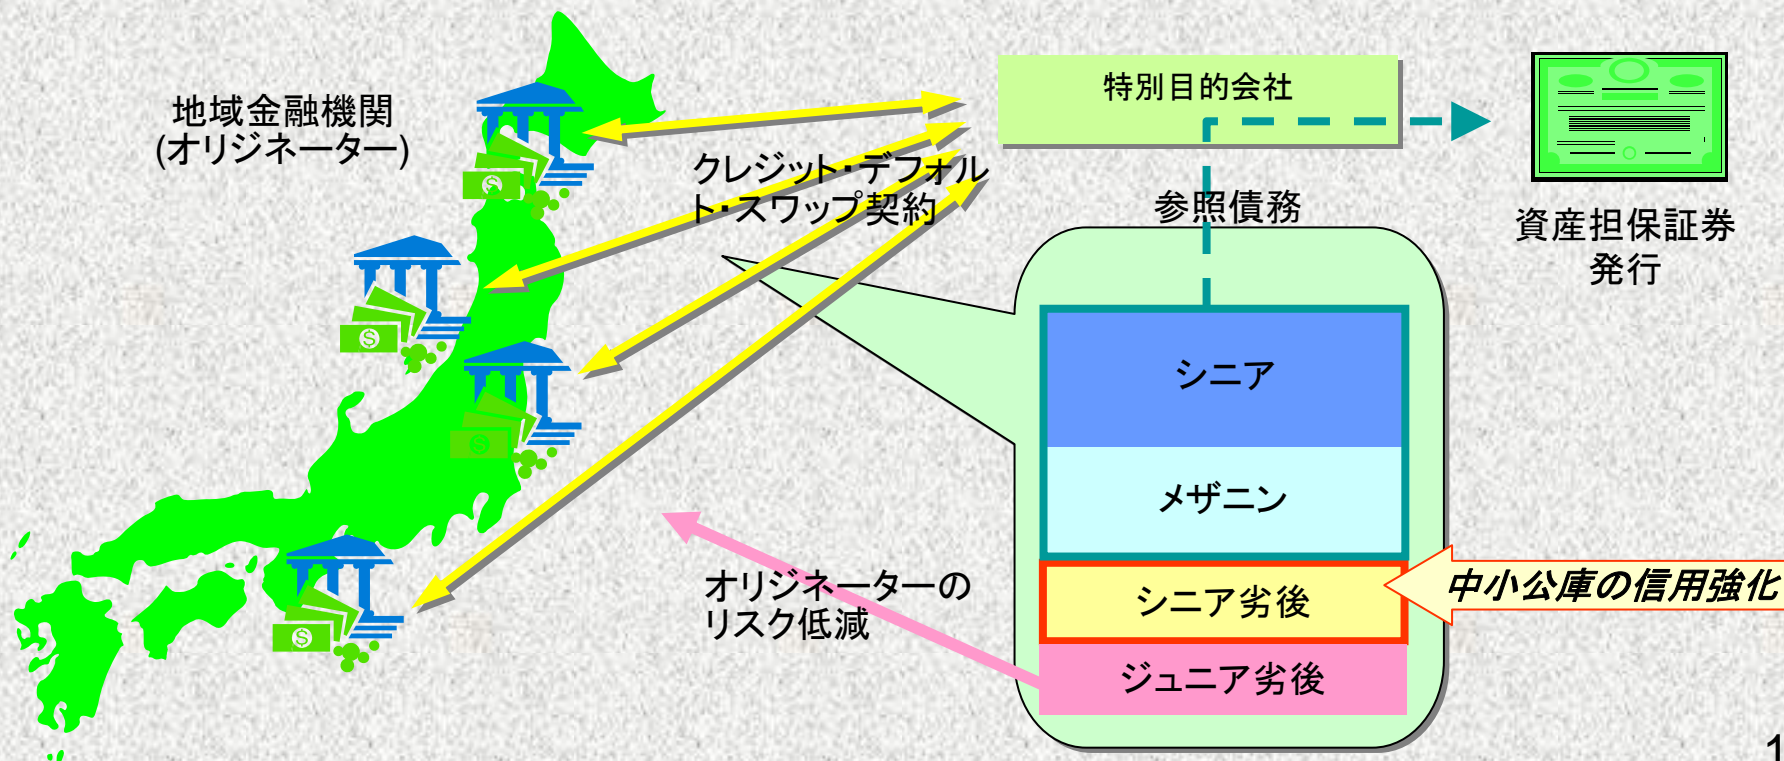 地域金融機関
(オリジネーター)
特別目的会社
クレジット・デフォル
ト・スワップ契約
参照債務
資産担保証券
発行
シニア
メザニン
シニア劣後
中小公庫の信用強化
オリジネーターの
リスク低減
ジュニア劣後
1